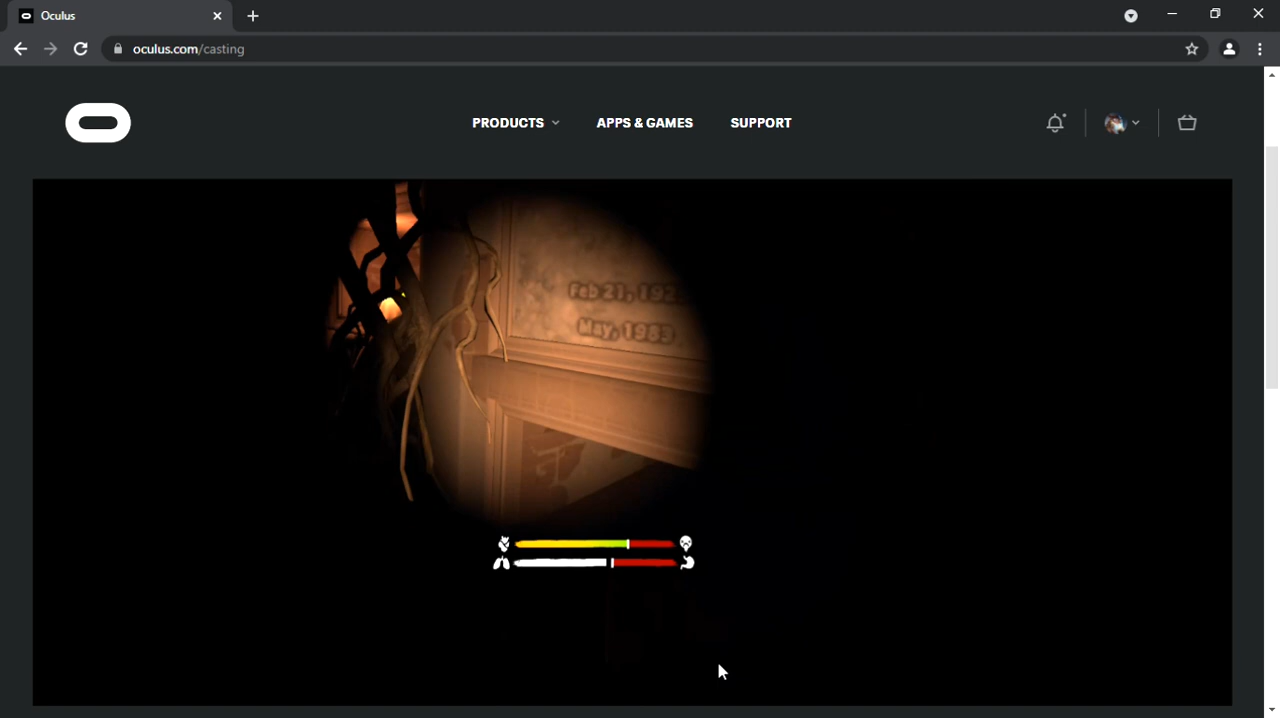 Oculus
oculus.com/casting
PRODUCTS
APPS & GAMES
SUPPORT
Feb 21,
May, 1983